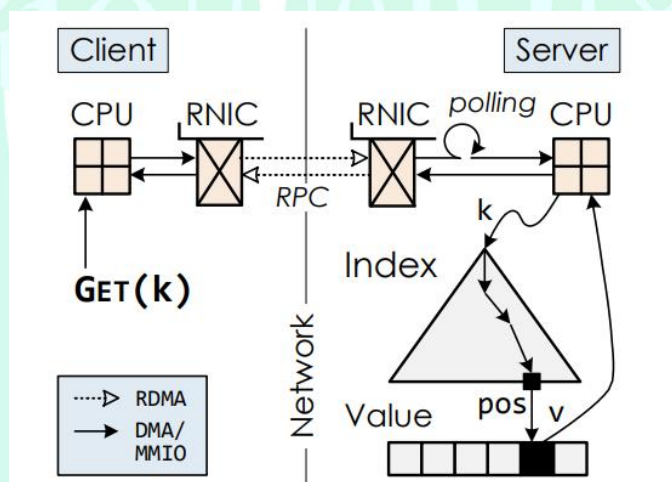 Client
Server
CPU
RNIC
RNIC
polling
CPU
RPC
k
GET(k)
Index
Network
pos
v
Value
RDMA
DMA/
MMIO